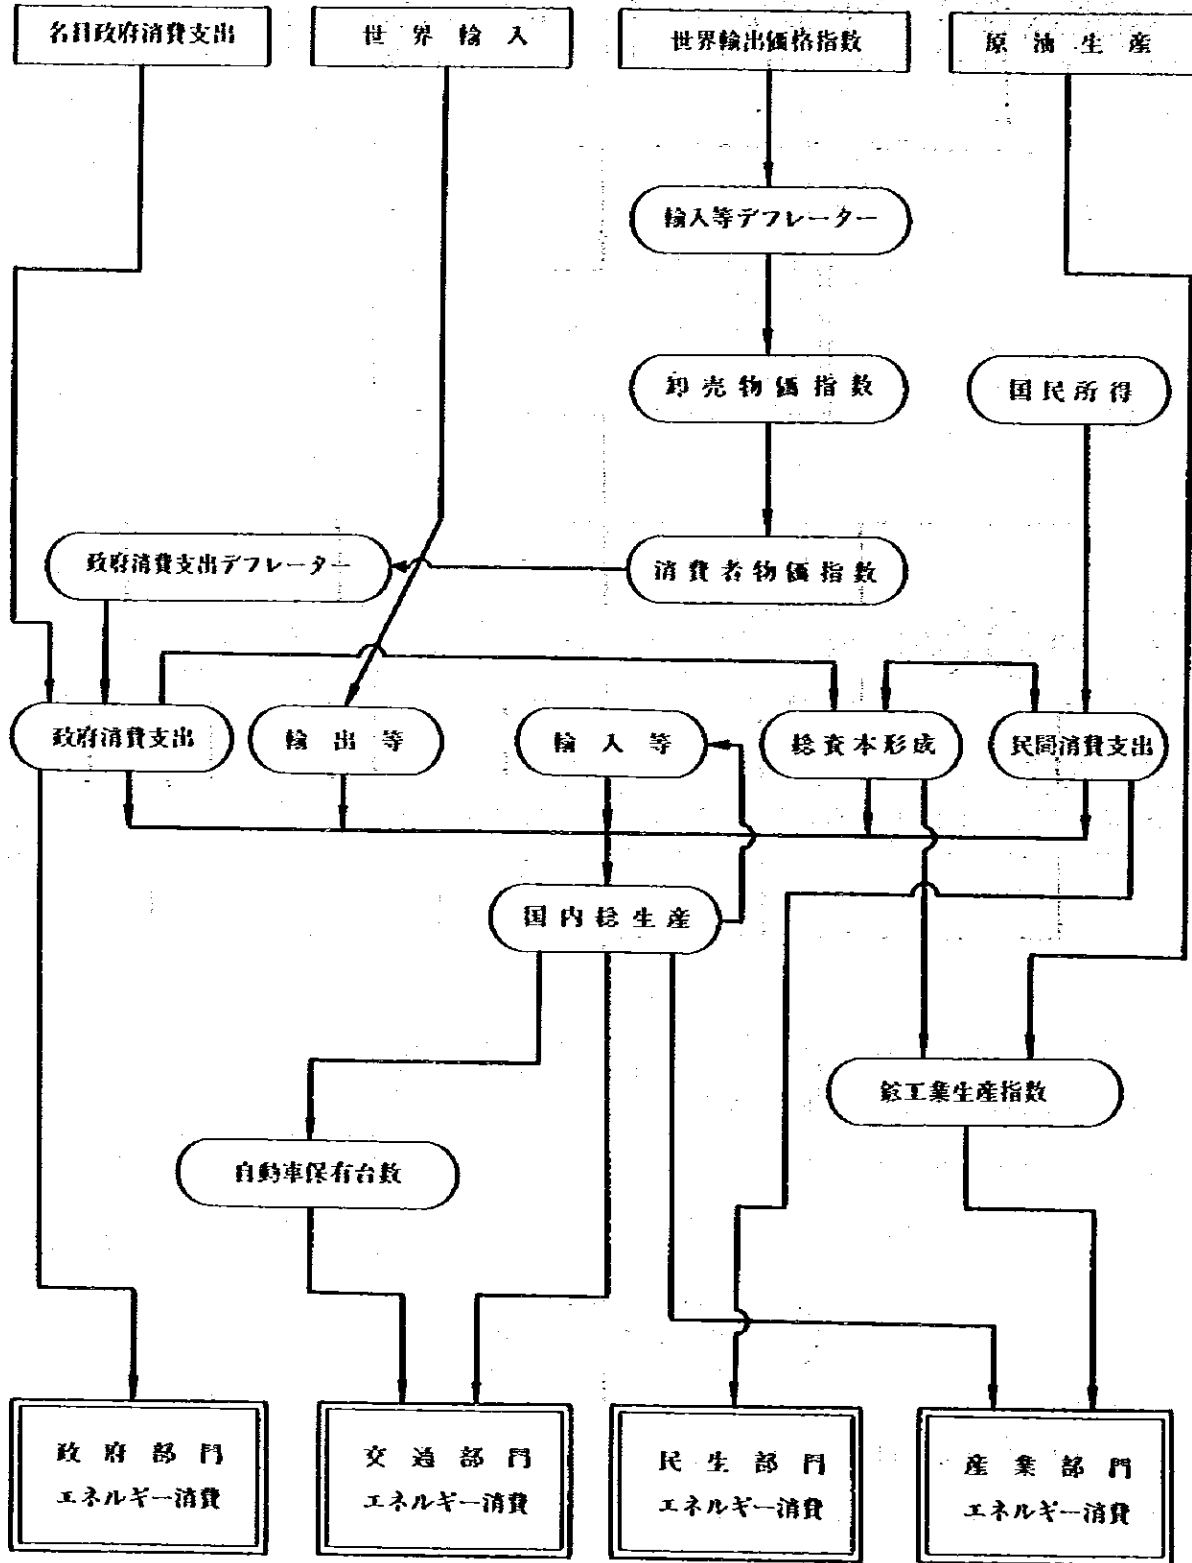 名目政府消費支出
世界輸入
世界輸出価格指数
原油生産
輸入等デフレーター
卸売物価指数
国民所得
政府消費支出デフレーター
消費者物価指数
政府消費支出
輸出等
輸入等
総資本形成
民間消費支出
国内総生産
鉱工業生産指数
自動車保有台数
政府部門
エネルギー消費
交通部門
エネルギー消費
民生部門
エネルギー消費
産業部門
エネルギー消費